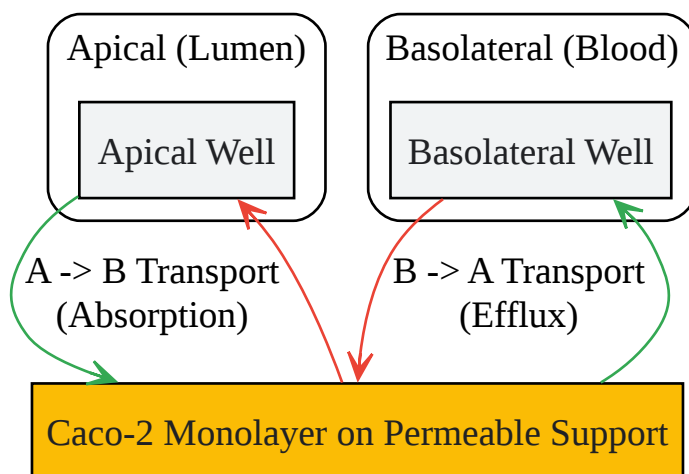 Apical (Lumen)
Basolateral (Blood)
Apical Well
Basolateral Well
A -> B Transport
(Absorption)
B -> A Transport
(Efflux)
Caco-2 Monolayer on Permeable Support